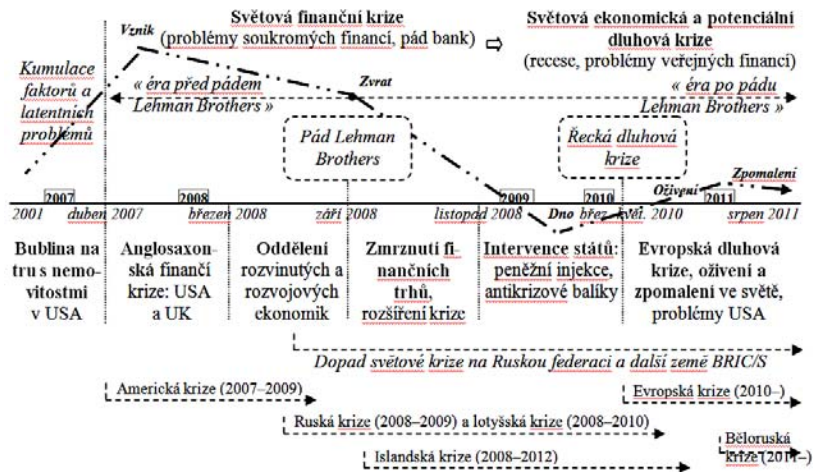 Světová finanční krize
(problémy soukromých financí, pád bank)
⇨
Světová ekonomická a potenciální
dluhová krize
(recese, problémy veřejných financí)
Vznik
Kumulace
faktorů a
latentních
problémů
« éra před pádem
Lehman Brothers »
Zvrat
« éra po pádu
Lehman Brothers »
Pád Lehman
Brothers
Řecká dluhová
krize
Zpomalení
Oživení
Dno
2007
2008
2009
2010
2011
2001
duben 2007
březen 2008
září 2008
listopad 2008
břez.-květ. 2010
srpen 2011
Bublina na
tru s nemo-
vitostmi
v USA
Anglosaxon-
ská finančí
krize: USA
a UK
Oddělení
rozvinutých a
rozvojových
ekonomik
Zmrznutí fi-
nančních
trhů,
rozšíření krize
Intervence států:
peněžní injekce,
antikrizové balíky
Evropská dluhová
krize, oživení a
zpomalení ve světě,
problémy USA
Dopad světové krize na Ruskou federaci a další země BRIC/S
Americká krize (2007–2009)
Evropská krize (2010–)
Ruská krize (2008–2009) a lotyšská krize (2008–2010)
Islandská krize (2008–2012)
Běloruská
krize (2011–)